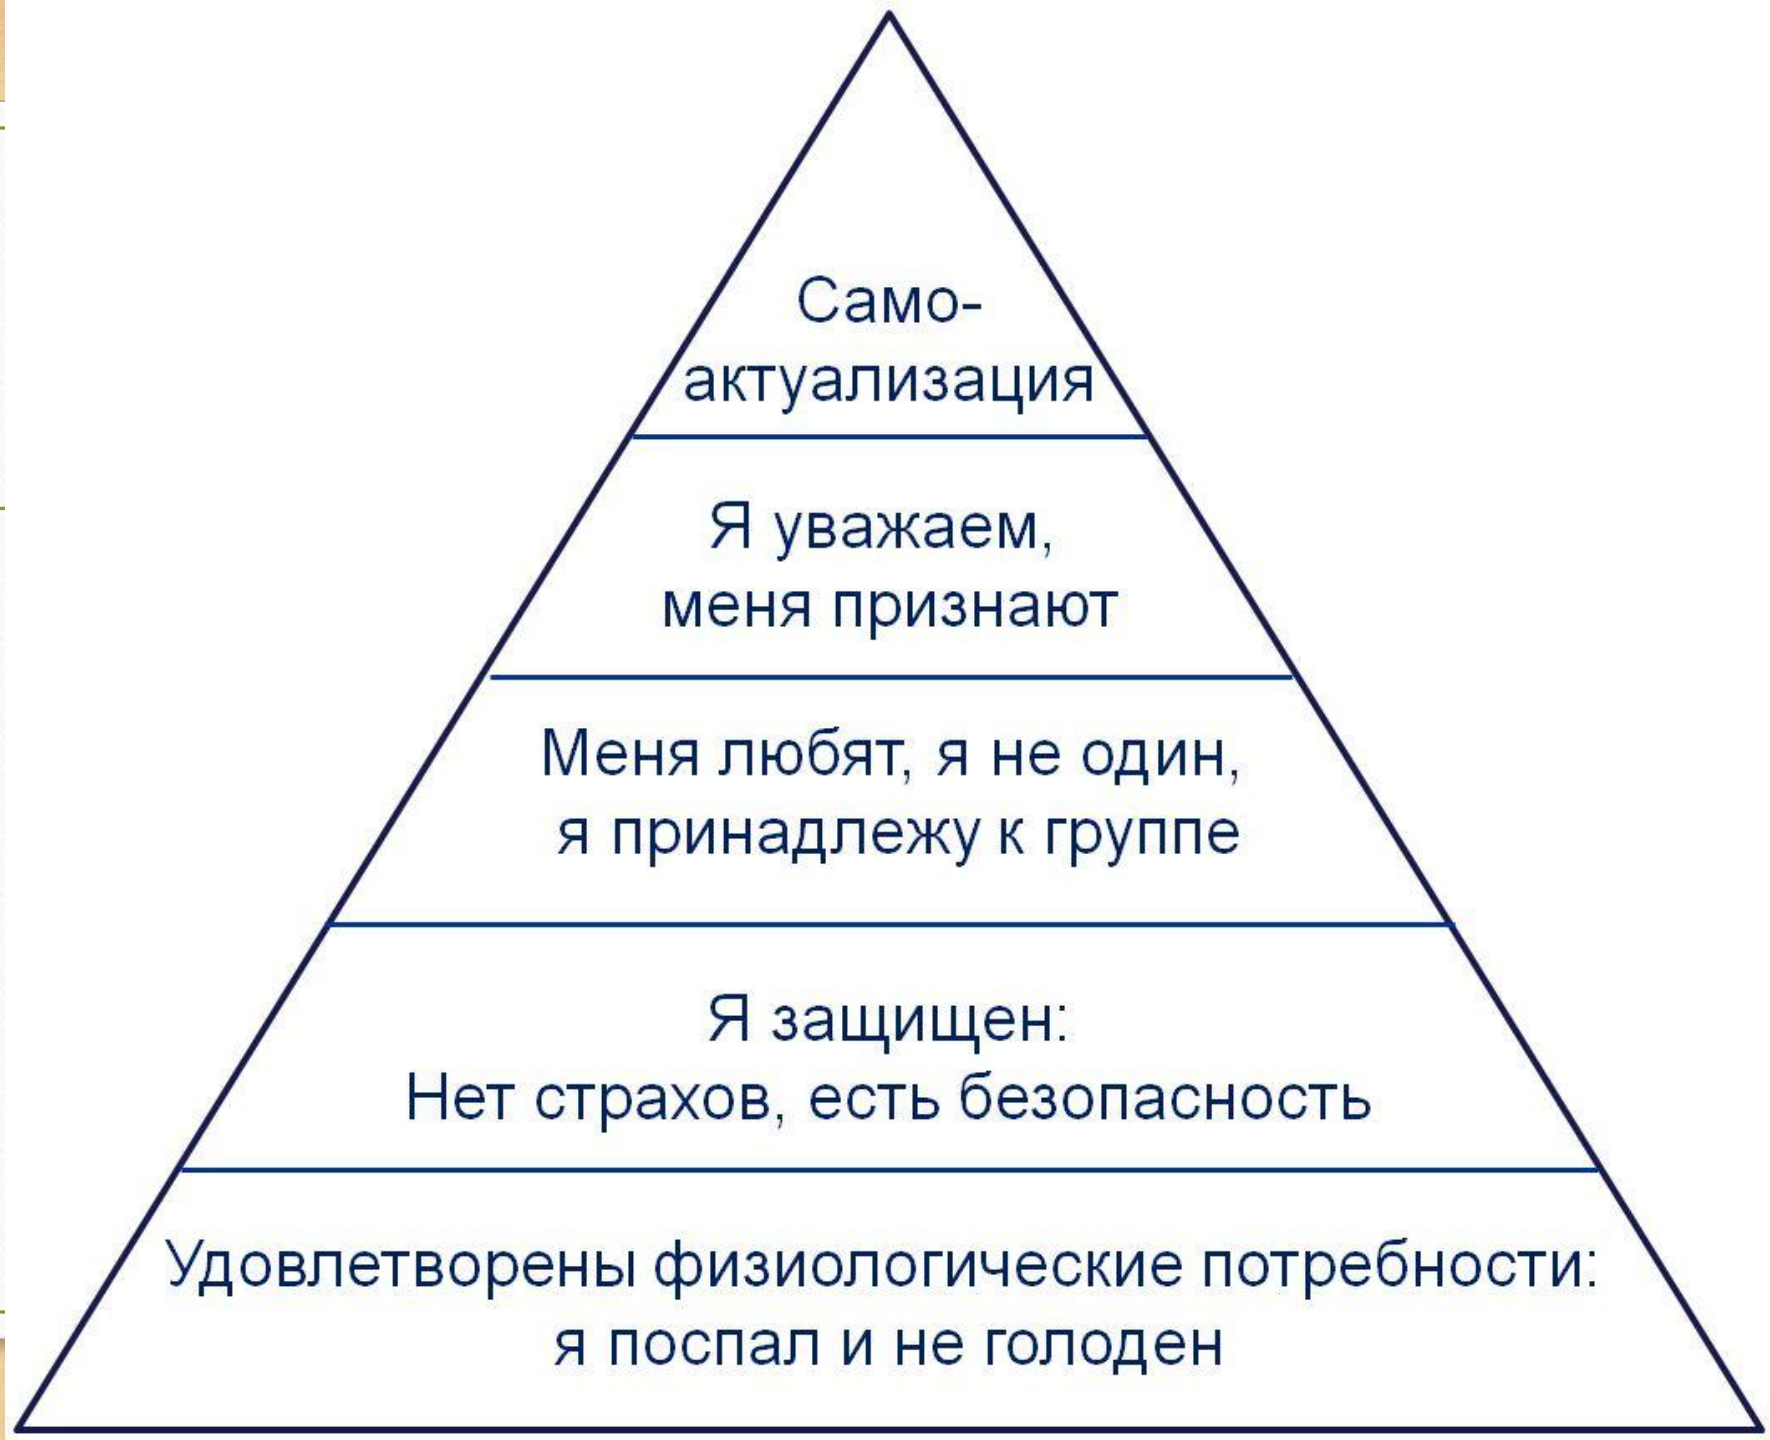 Само-
актуализация
Я уважаем,
меня признают
Меня любят, я не один,
я принадлежу к группе
Я защищен:
Нет страхов, есть безопасность
Удовлетворены физиологические потребности:
я поспал и не голоден